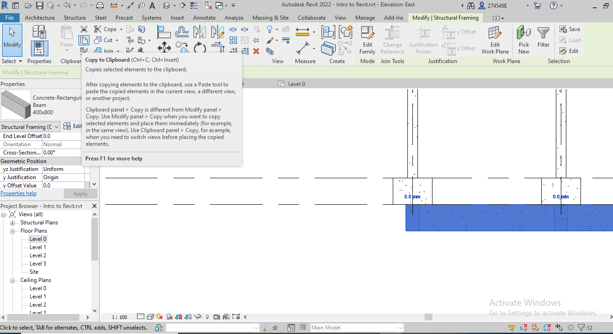 Autodesk Revit 2022 - Intro to Revit.rvt - Elevation: East
274549E
File Architecture Structure Steel Precast Systems Insert Annotate Analyze Massing & Site Collaborate View Manage Add-Ins Modify | Structural Framing
Modify
Paste
Cope
Cut
Join
Edit Family
Change Reference
Justification Points
y Offset
z Offset
Edit Work Plane
Pick New
Filter
Save
Load
Edit
Select Properties Clipboard View Measure Create Mode Join Tools Justification Work Plane Selection
Modify | Structural Framing
Copy to Clipboard (Ctrl+C, Ctrl+Insert)
Copies selected elements to the clipboard.
After copying elements to the clipboard, use a Paste tool to
paste the copied elements in the current view, a different view,
or another project.
Clipboard panel > Copy is different from Modify panel >
Copy. Use Modify panel > Copy when you want to copy
selected elements and place them immediately (for example,
in the same view). Use Clipboard panel > Copy, for example,
when you need to switch views before placing the copied
elements.
Press F1 for more help
Level 0
Properties
Concrete-Rectangular
Beam
400x800
Structural Framing (C
Edit
End Level Offset 0.0
Orientation Normal
Cross-Section... 0.00°
Geometric Position
yz Justification Uniform
y Justification Origin
y Offset Value 0.0
Properties help
Apply
Project Browser - Intro to Revit.rvt
Views (all)
Structural Plans
Floor Plans
Level 0
Level 1
Level 2
Level 3
Site
Ceiling Plans
Level 0
Level 1
Level 2
Level 3
0.0 mm
0.0 mm
Activate Windows
Go to Settings to activate Windows.
1 : 100
Click to select, TAB for alternates, CTRL adds, SHIFT unselects.
:0
Main Model
:12